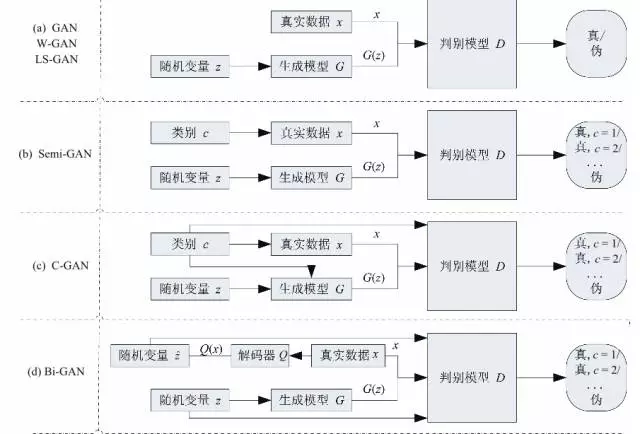 (a) GAN
W-GAN
LS-GAN
真实数据 x
x
随机变量 z
生成模型 G
G(z)
判别模型 D
真/
伪
(b) Semi-GAN
类别 c
真实数据 x
x
随机变量 z
生成模型 G
G(z)
判别模型 D
真, c = 1/
真, c = 2/
...
伪
(c) C-GAN
类别 c
真实数据 x
x
随机变量 z
生成模型 G
G(z)
判别模型 D
真, c = 1/
真, c = 2/
...
伪
(d) Bi-GAN
随机变量 ẑ
Q(x)
解码器 Q
真实数据 x
x
随机变量 z
生成模型 G
G(z)
判别模型 D
真, c = 1/
真, c = 2/
...
伪